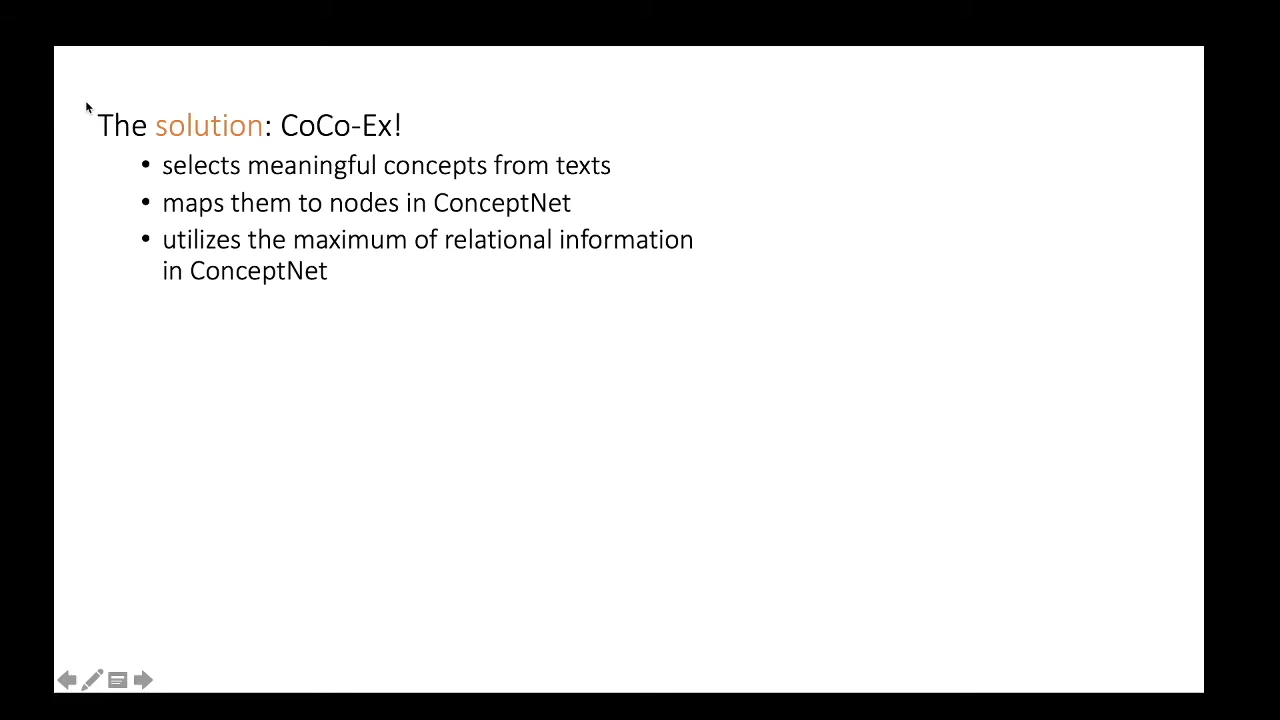 The solution: CoCo-Ex!
• selects meaningful concepts from texts
• maps them to nodes in ConceptNet
• utilizes the maximum of relational information
in ConceptNet